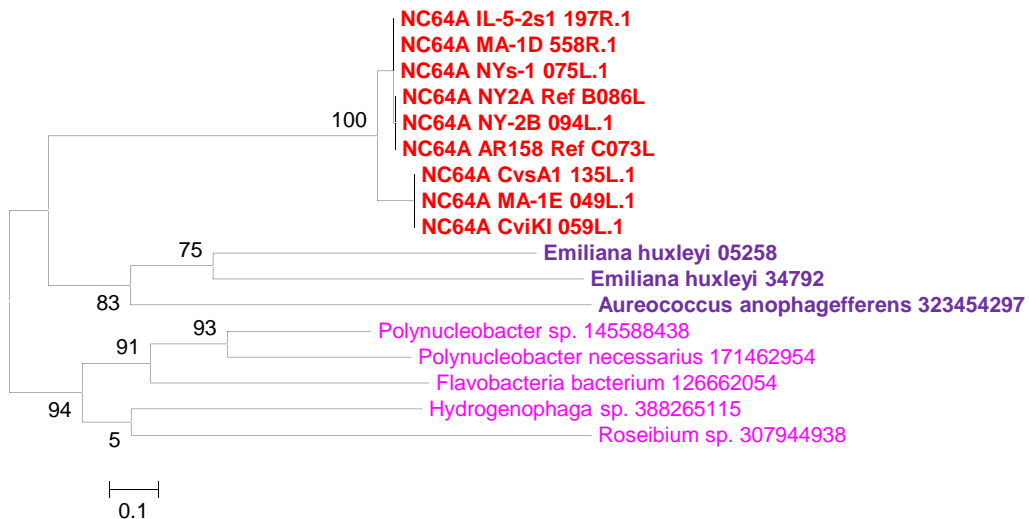 NC64A IL-5-2s1 197R.1
NC64A MA-1D 558R.1
NC64A NYs-1 075L.1
NC64A NY2A Ref B086L
100
NC64A NY-2B 094L.1
NC64A AR158 Ref C073L
NC64A CvsA1 135L.1
NC64A MA-1E 049L.1
NC64A CviKI 059L.1
75
Emiliana huxleyi 05258
Emiliana huxleyi 34792
83
Aureococcus anophagefferens 323454297
93
Polynucleobacter sp. 145588438
91
Polynucleobacter necessarius 171462954
Flavobacteria bacterium 126662054
94
Hydrogenophaga sp. 388265115
5
Roseibium sp. 307944938
0.1